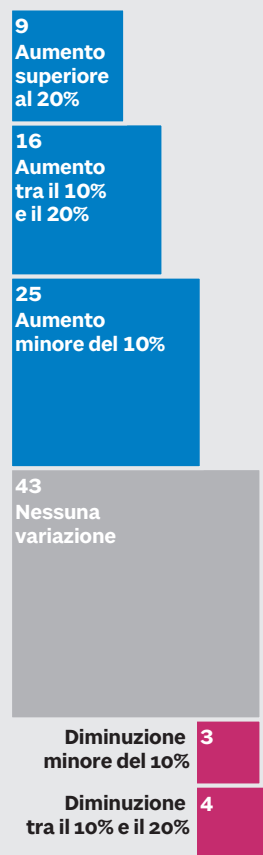 9
Aumento
superiore
al 20%
16
Aumento
tra il 10%
e il 20%
25
Aumento
minore del 10%
43
Nessuna
variazione
Diminuzione 3
minore del 10%
Diminuzione 4
tra il 10% e il 20%